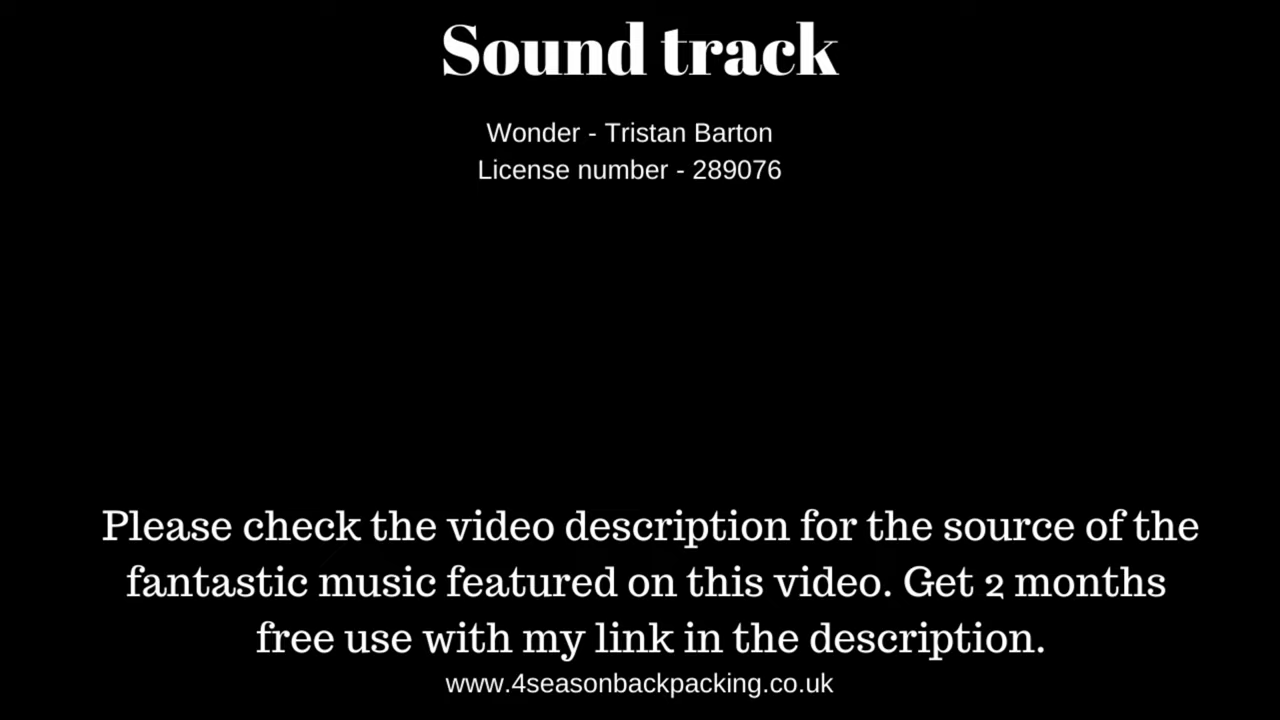 Sound track
Wonder - Tristan Barton
License number - 289076
Please check the video description for the source of the
fantastic music featured on this video. Get 2 months
free use with my link in the description.
www.4seasonbackpacking.co.uk